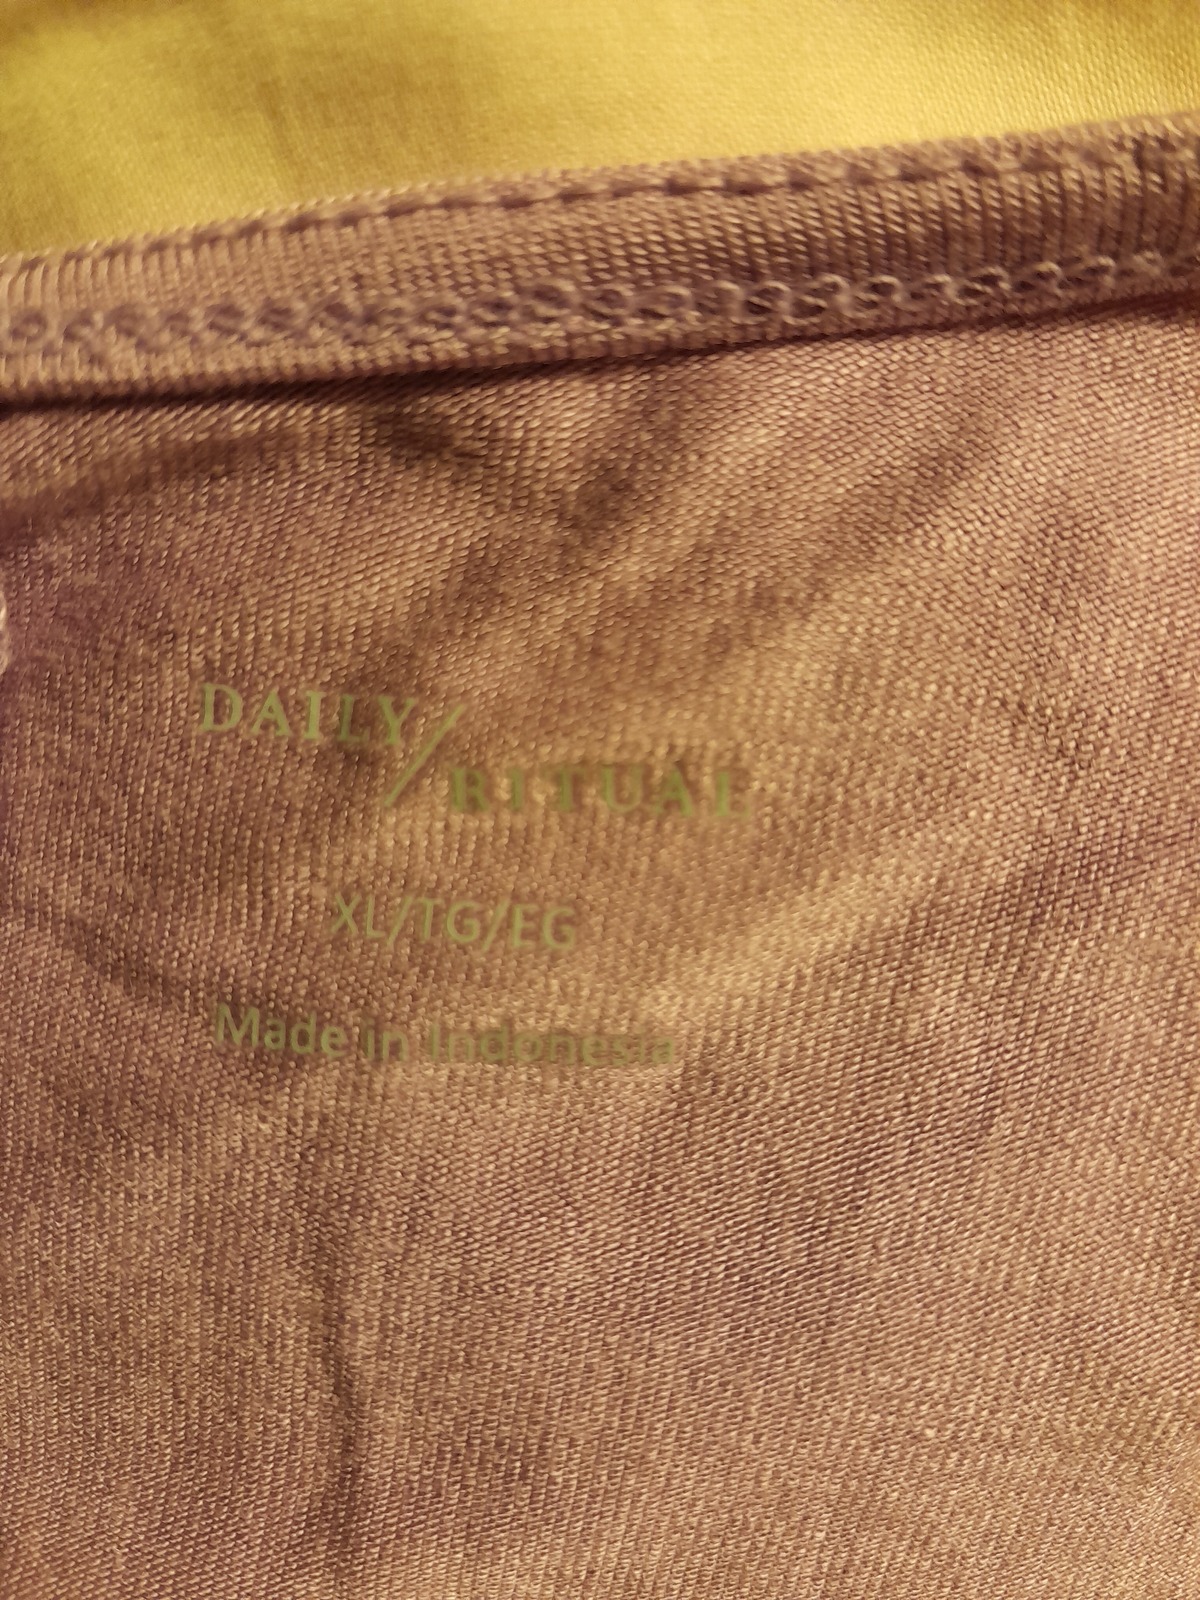 DAILY/
RITUAL
XL/TG/EG
Made in Indonesia